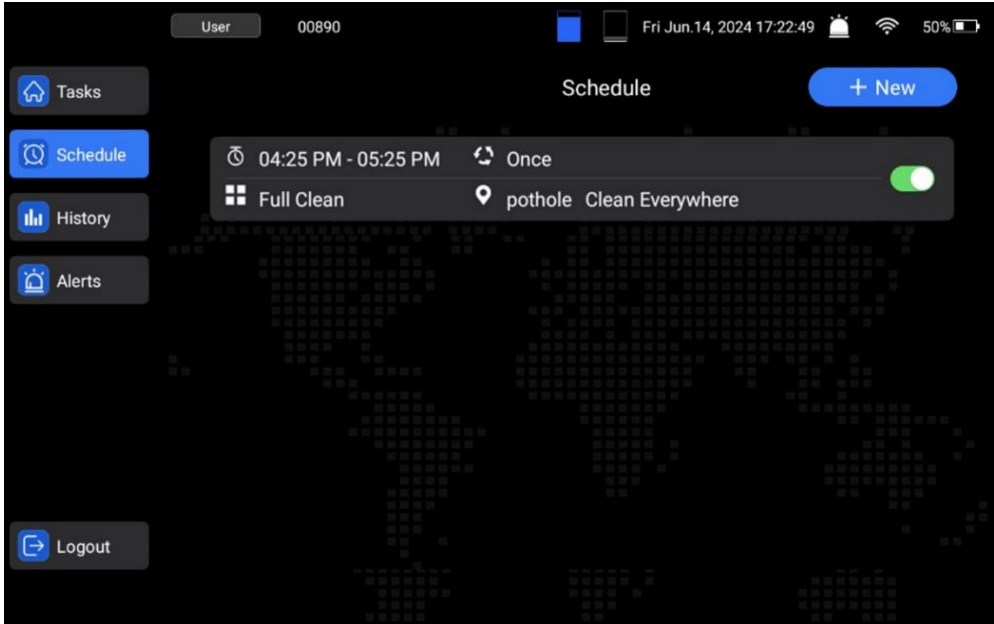 User 00890 Fri Jun.14, 2024 17:22:49 50%
Tasks
Schedule
History
Alerts
Logout
Schedule + New
04:25 PM - 05:25 PM Once
Full Clean pothole Clean Everywhere